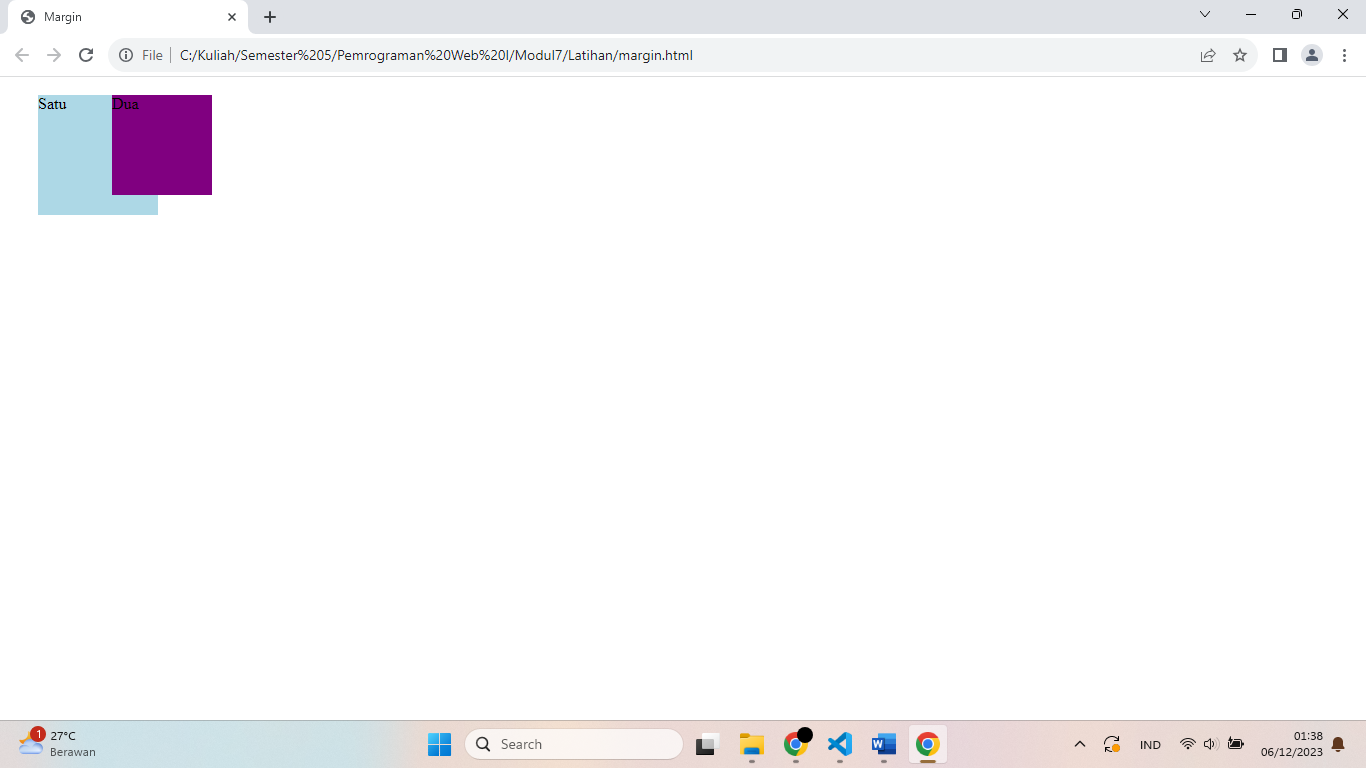 Margin
File
C:/Kuliah/Semester%205/Pemrograman%20Web%20I/Modul7/Latihan/margin.html
Satu
Dua
1
27°C
Berawan
Search
IND
01:38
06/12/2023